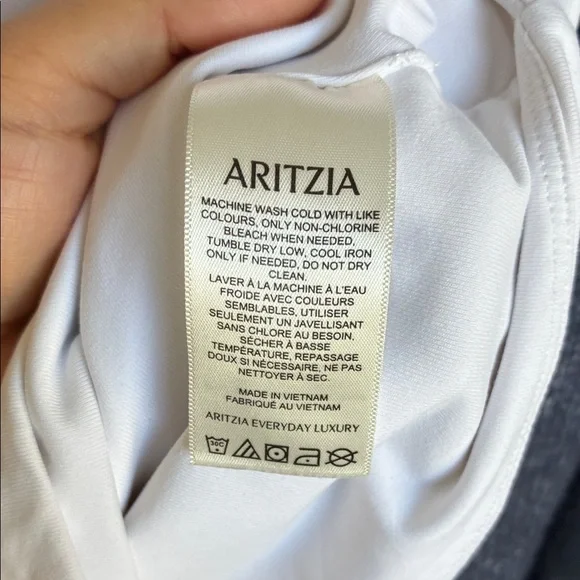 ARITZIA
MACHINE WASH COLD WITH LIKE
COLOURS, ONLY NON-CHLORINE
BLEACH WHEN NEEDED,
TUMBLE DRY LOW, COOL IRON
ONLY IF NEEDED, DO NOT DRY
CLEAN.
LAVER À LA MACHINE À L'EAU
FROIDE AVEC COULEURS
SEMBLABLES, UTILISER
SEULEMENT UN JAVELLISANT
SANS CHLORE AU BESOIN.
SÉCHER À BASSE
TEMPÉRATURE, REPASSAGE
DOUX SI NÉCESSAIRE, NE PAS
NETTOYER À SEC.
MADE IN VIETNAM
FABRIQUÉ AU VIETNAM
ARITZIA EVERYDAY LUXURY
30C